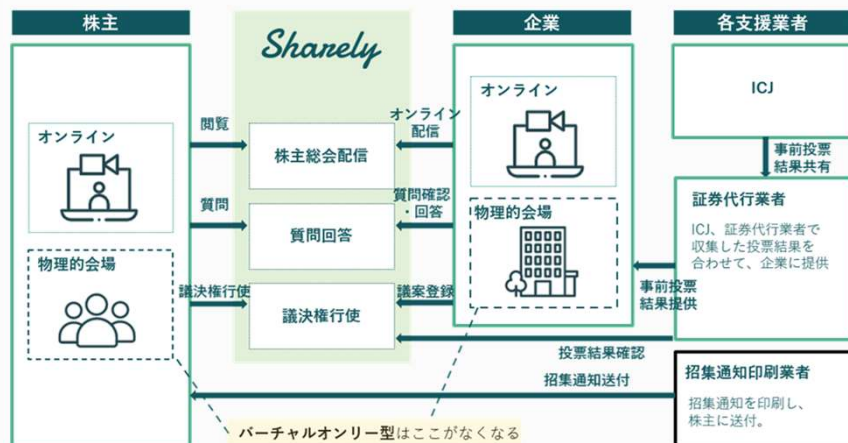 株主
Sharely
企業
各支援業者
オンライン
物理的会場
閲覧
質問
議決権行使
株主総会配信
質問回答
議決権行使
オンライン
配信
質問確認
・回答
議案登録
オンライン
物理的会場
ICJ
事前投票
結果共有
証券代行業者
ICJ、証券代行業者で
収集した投票結果を
合わせて、企業に提供
事前投票
結果提供
投票結果確認
招集通知送付
招集通知印刷業者
招集通知を印刷し、
株主に送付。
バーチャルオンリー型はここがなくなる